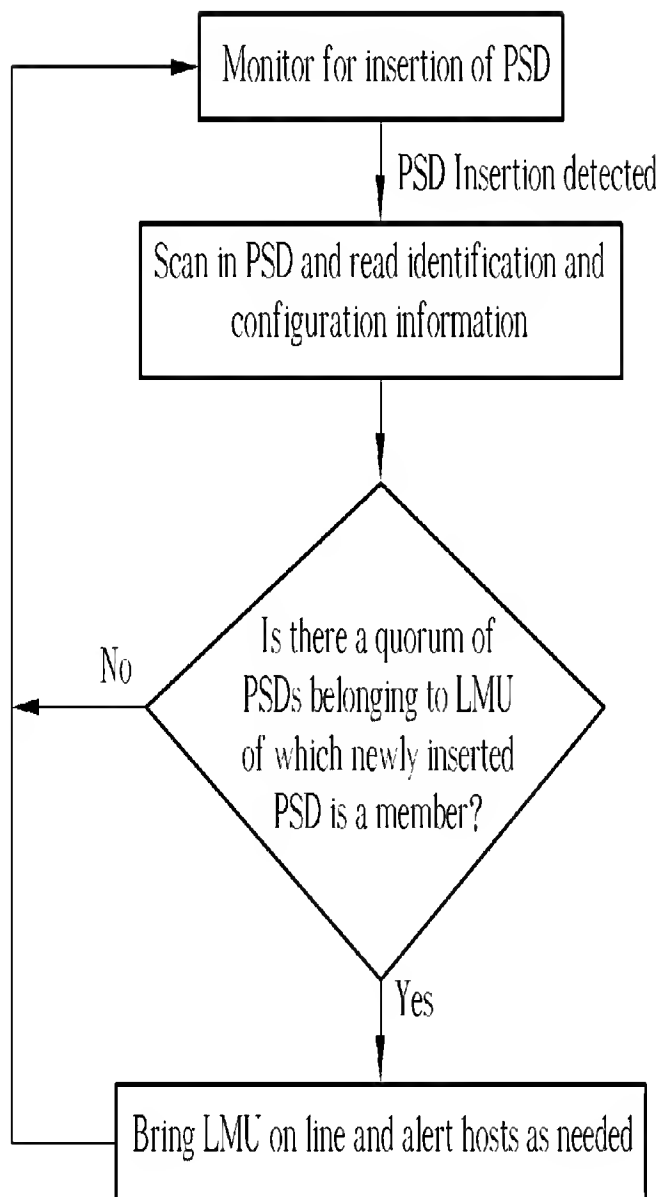 Monitor for insertion of PSD
PSD Insertion detected
Scan in PSD and read identification and
configuration information
Is there a quorum of
PSDs belonging to LMU
of which newly inserted
PSD is a member?
No
Yes
Bring LMU on line and alert hosts as needed